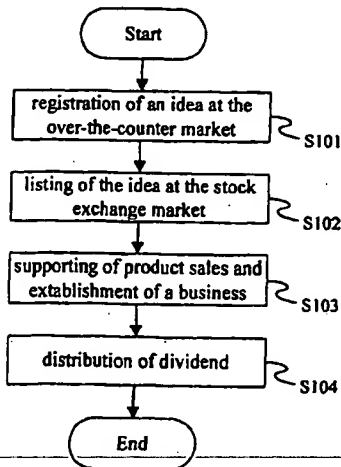 Start
registration of an idea at the
over-the-counter market
S101
listing of the idea at the stock
exchange market
S102
supporting of product sales and
extablishment of a business
S103
distribution of dividend
S104
End